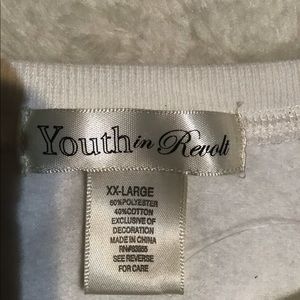 Youth in Revolt
XX-LARGE
60%POLYESTER
40%COTTON
EXCLUSIVE OF
DECORATION
MADE IN CHINA
SEE REVERSE
FOR CARE